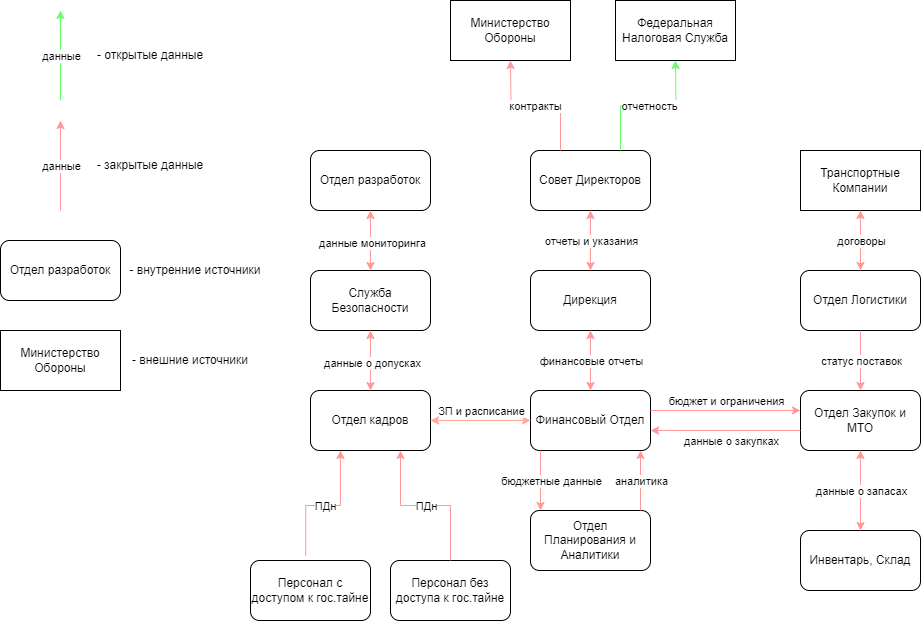 Министерство
Обороны
Федеральная
Налоговая Служба
данные
- открытые данные
контракты
отчетность
данные
- закрытые данные
Отдел разработок
Совет Директоров
Транспортные
Компании
данные мониторинга
отчеты и указания
договоры
Отдел разработок
- внутренние источники
Служба
Безопасности
Дирекция
Отдел Логистики
Министерство
Обороны
- внешние источники
данные о допусках
финансовые отчеты
статус поставок
Отдел кадров
ЗП и расписание
Финансовый Отдел
бюджет и ограничения
данные о закупках
Отдел Закупок и
МТО
бюджетные данные
аналитика
данные о запасах
ПДн
ПДн
Отдел
Планирования и
Аналитики
Инвентарь, Склад
Персонал с
доступом к гос.тайне
Персонал без
доступа к гос.тайне